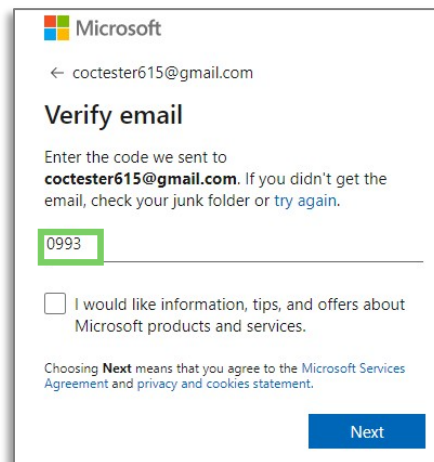 Microsoft
← coctester615@gmail.com
Verify email
Enter the code we sent to
coctester615@gmail.com. If you didn't get the
email, check your junk folder or try again.
0993
I would like information, tips, and offers about
Microsoft products and services.
Choosing Next means that you agree to the Microsoft Services
Agreement and privacy and cookies statement.
Next